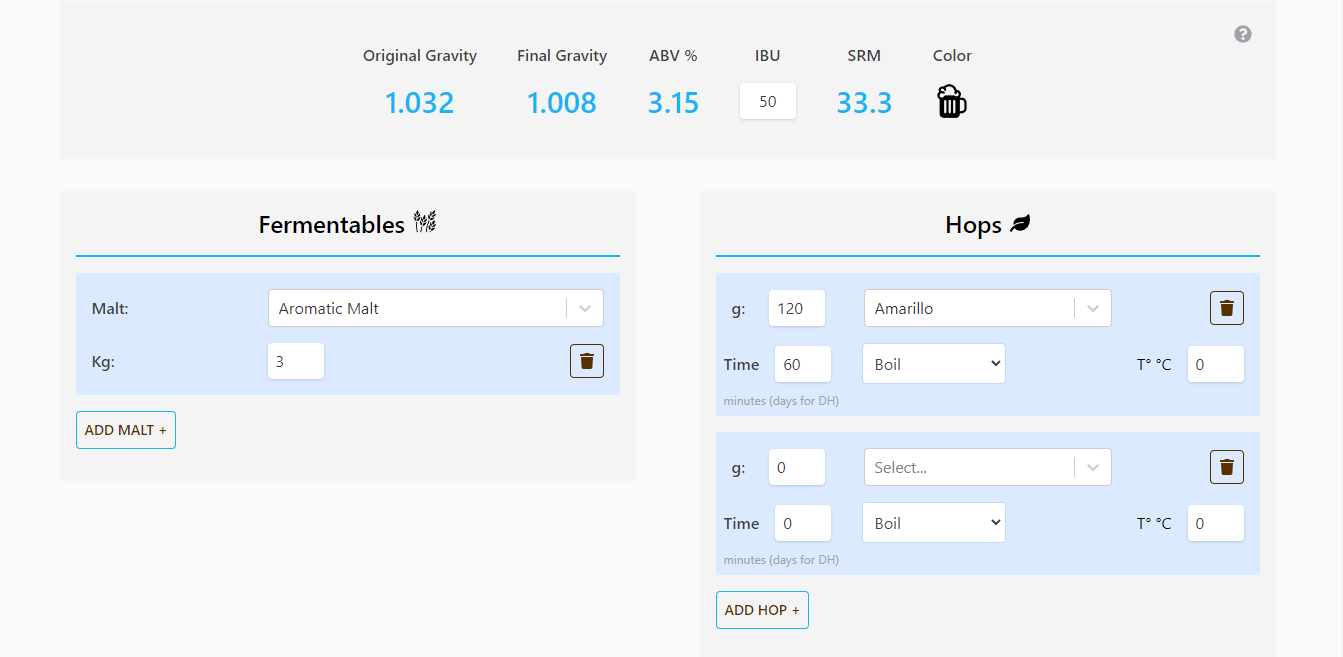 Original Gravity Final Gravity ABV % IBU SRM Color
1.032 1.008 3.15 50 33.3
Fermentables
Malt: Aromatic Malt
Kg: 3
ADD MALT +
Hops
g: 120 Amarillo
Time 60 Boil T° °C 0
minutes (days for DH)
g: 0 Select...
Time 0 Boil T° °C 0
minutes (days for DH)
ADD HOP +